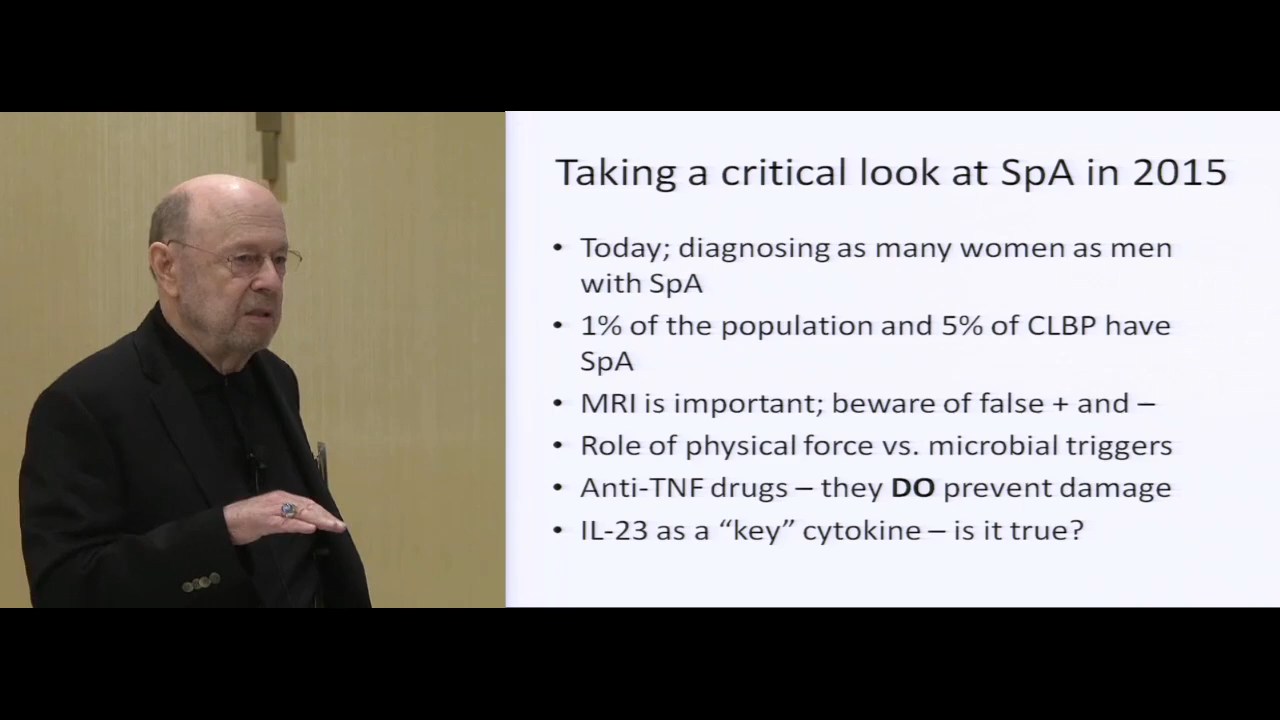 Taking a critical look at SpA in 2015
• Today; diagnosing as many women as men
with SpA
• 1% of the population and 5% of CLBP have
SpA
• MRI is important; beware of false + and –
• Role of physical force vs. microbial triggers
• Anti-TNF drugs – they DO prevent damage
• IL-23 as a “key” cytokine – is it true?